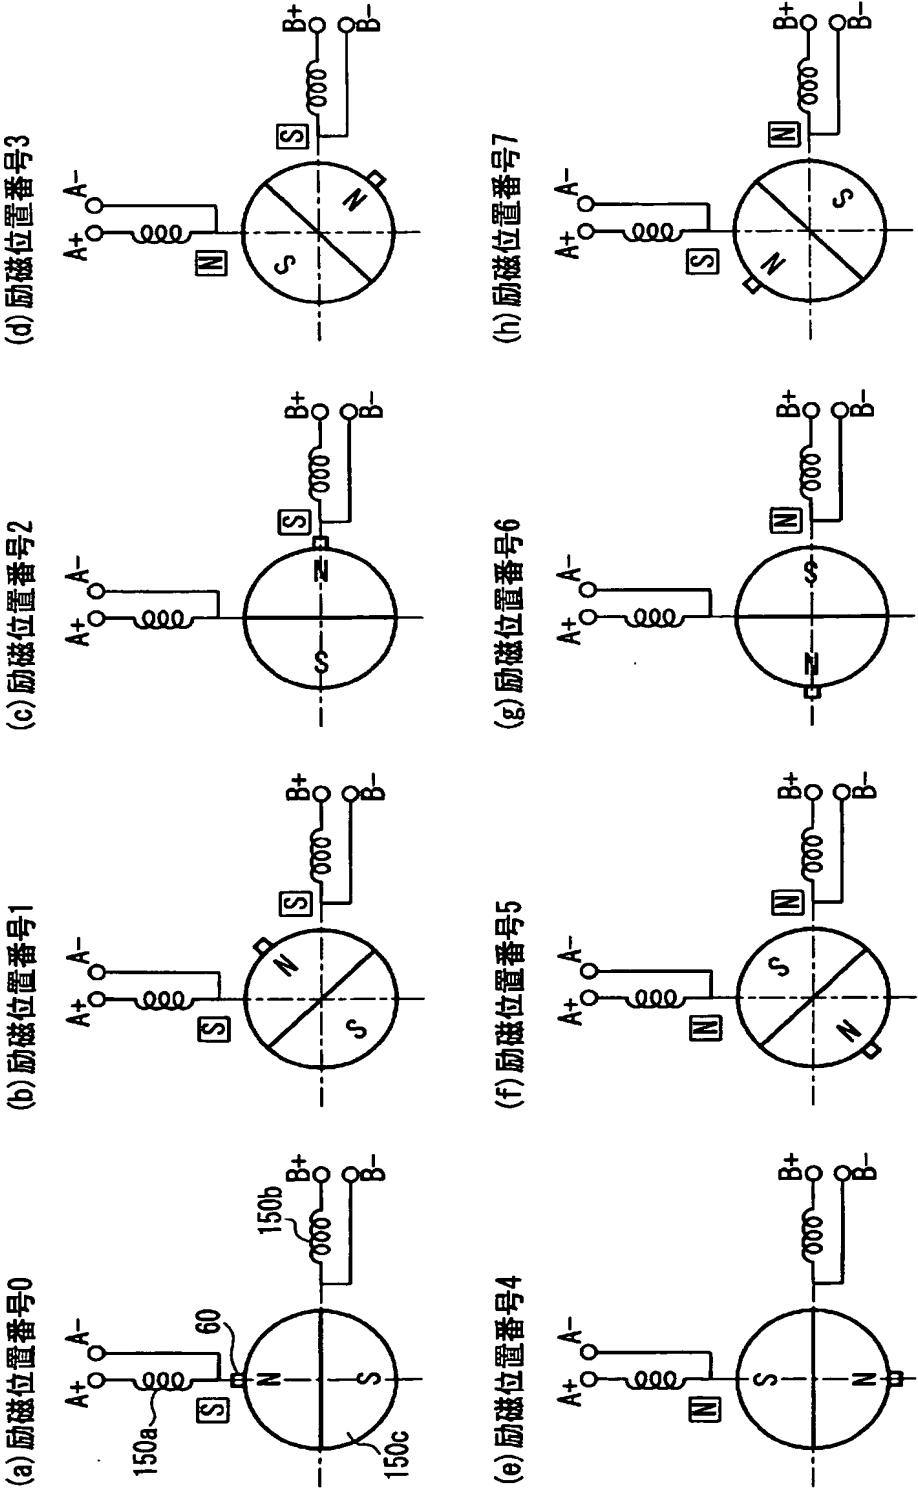 (a)励磁位置番号0
A+
A-
150a
S
60
N
S
150c
150b
B+
B-
(b)励磁位置番号1
A+
A-
S
N
S
S
B+
B-
(c)励磁位置番号2
A+
A-
S
N
S
B+
B-
(d)励磁位置番号3
A+
A-
N
S
N
S
B+
B-
(e)励磁位置番号4
A+
A-
N
S
N
B+
B-
(f)励磁位置番号5
A+
A-
N
S
N
N
B+
B-
(g)励磁位置番号6
A+
A-
N
S
N
B+
B-
(h)励磁位置番号7
A+
A-
S
N
S
N
B+
B-